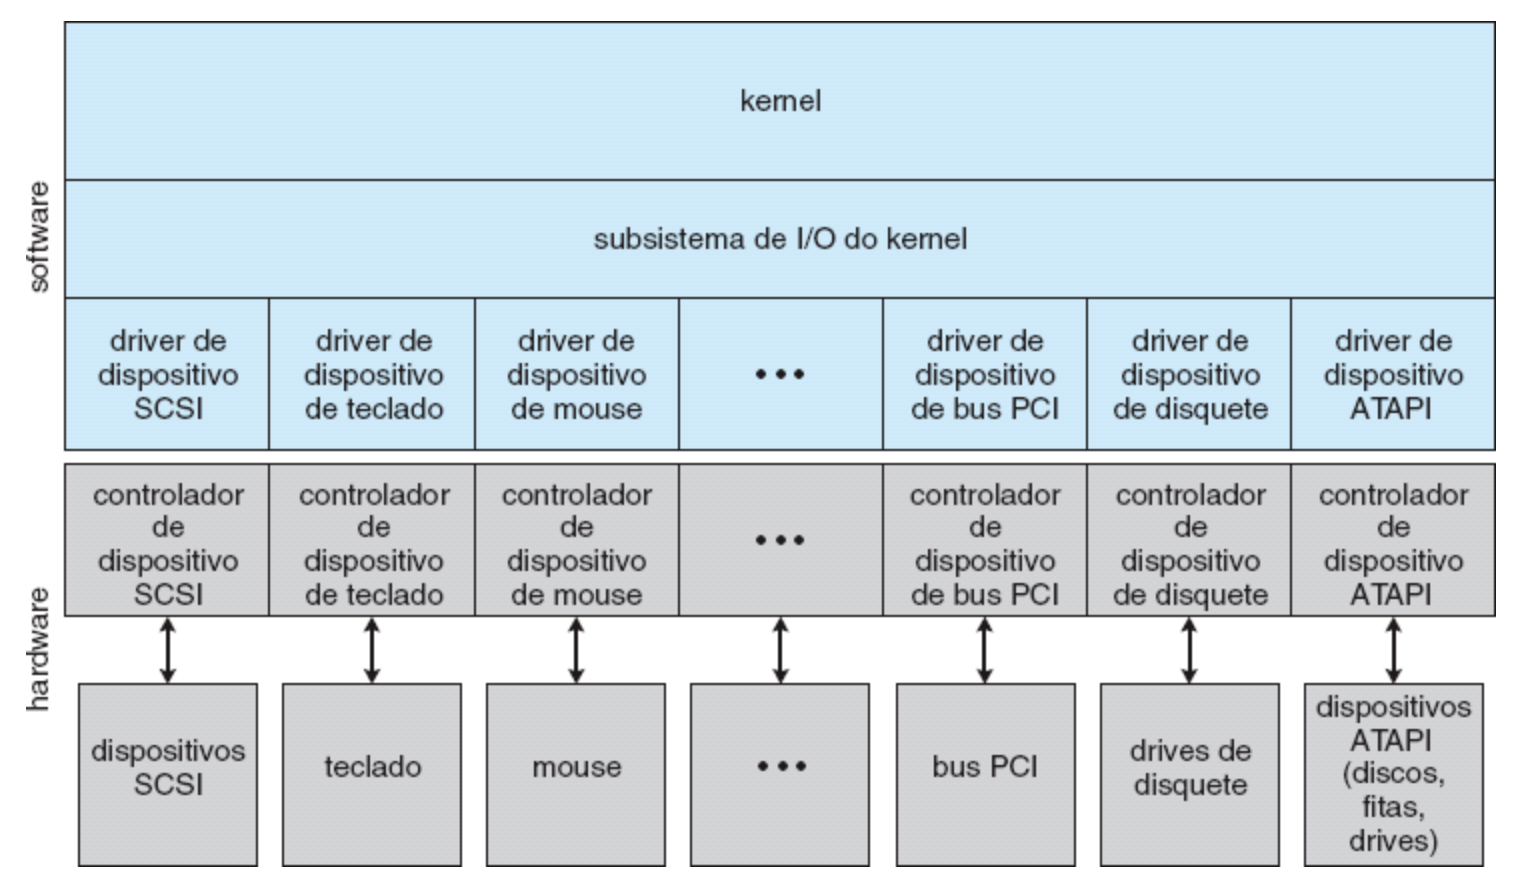 kernel
software
subsistema de I/O do kernel
driver de
dispositivo
SCSI
driver de
dispositivo
de teclado
driver de
dispositivo
de mouse
•••
driver de
dispositivo
de bus PCI
driver de
dispositivo
de disquete
driver de
dispositivo
ATAPI
hardware
controlador
de
dispositivo
SCSI
controlador
de
dispositivo
de teclado
controlador
de
dispositivo
de mouse
•••
controlador
de
dispositivo
de bus PCI
controlador
de
dispositivo
de disquete
controlador
de
dispositivo
ATAPI
dispositivos
SCSI
teclado
mouse
•••
bus PCI
drives de
disquete
dispositivos
ATAPI
(discos,
fitas,
drives)